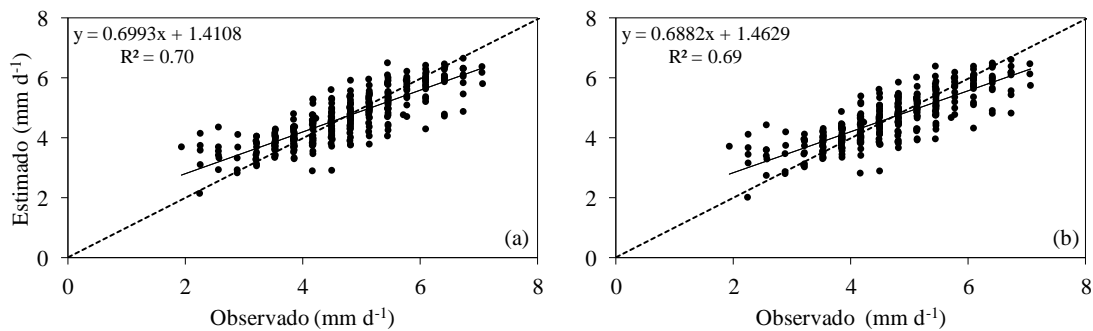 y = 0.6993x + 1.4108
R² = 0.70
Estimado (mm d⁻¹)
8
6
4
2
0
0 2 4 6 8
(a)
Observado (mm d⁻¹)
y = 0.6882x + 1.4629
R² = 0.69
8
6
4
2
0
0 2 4 6 8
(b)
Observado (mm d⁻¹)